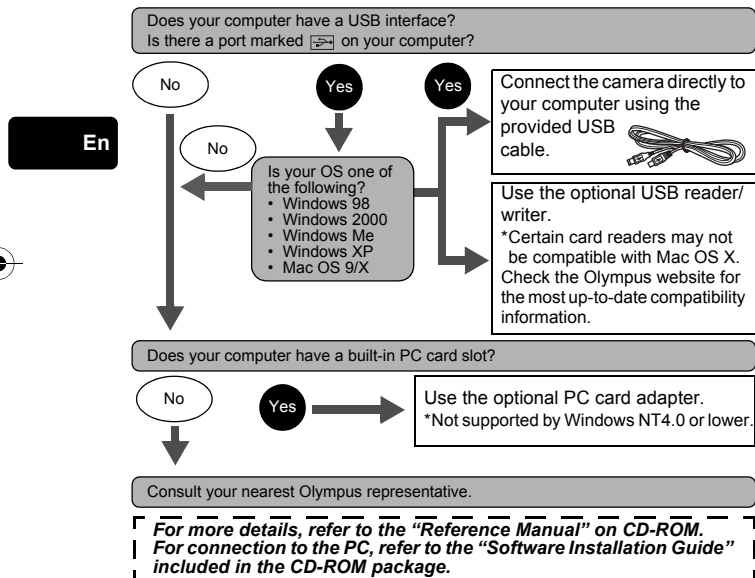 Does your computer have a USB interface?
Is there a port marked on your computer?
No
Yes
Yes
Connect the camera directly to
your computer using the
provided USB
cable.
En
No
Is your OS one of
the following?
• Windows 98
• Windows 2000
• Windows Me
• Windows XP
• Mac OS 9/X
Use the optional USB reader/
writer.
*Certain card readers may not
be compatible with Mac OS X.
Check the Olympus website for
the most up-to-date compatibility
information.
Does your computer have a built-in PC card slot?
No
Yes
Use the optional PC card adapter.
*Not supported by Windows NT4.0 or lower.
Consult your nearest Olympus representative.
For more details, refer to the “Reference Manual” on CD-ROM.
For connection to the PC, refer to the “Software Installation Guide”
included in the CD-ROM package.